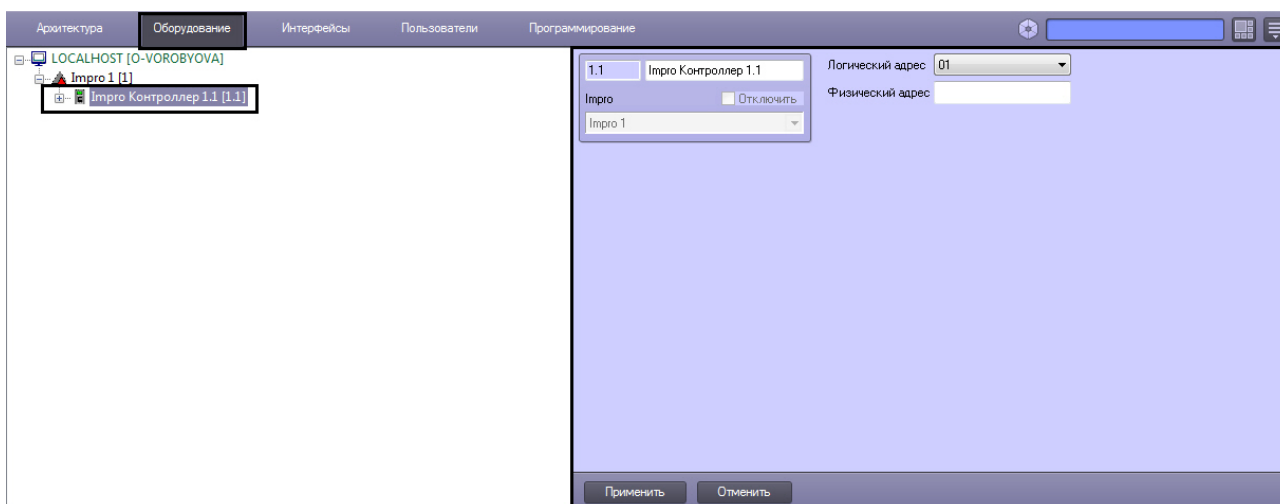 Архитектура Оборудование Интерфейсы Пользователи Программирование
LOCALHOST [O-VOROBYOVA]
Impro 1 [1]
Impro Контроллер 1.1 [1.1]
1.1 Impro Контроллер 1.1
Impro Отключить
Impro 1
Логический адрес 01
Физический адрес
Применить Отменить